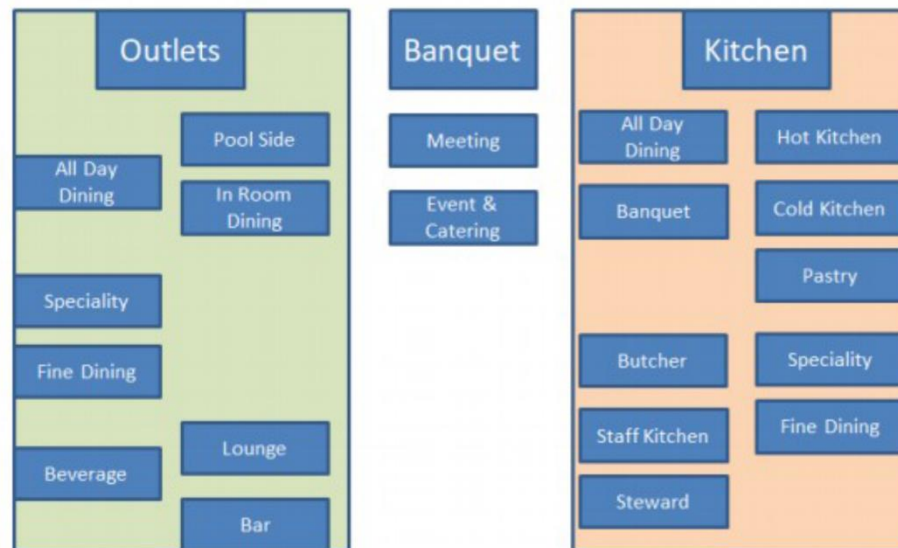 Outlets
Pool Side
All Day
Dining
In Room
Dining
Speciality
Fine Dining
Lounge
Beverage
Bar
Banquet
Meeting
Event &
Catering
Kitchen
All Day
Dining
Hot Kitchen
Banquet
Cold Kitchen
Pastry
Butcher
Speciality
Staff Kitchen
Fine Dining
Steward